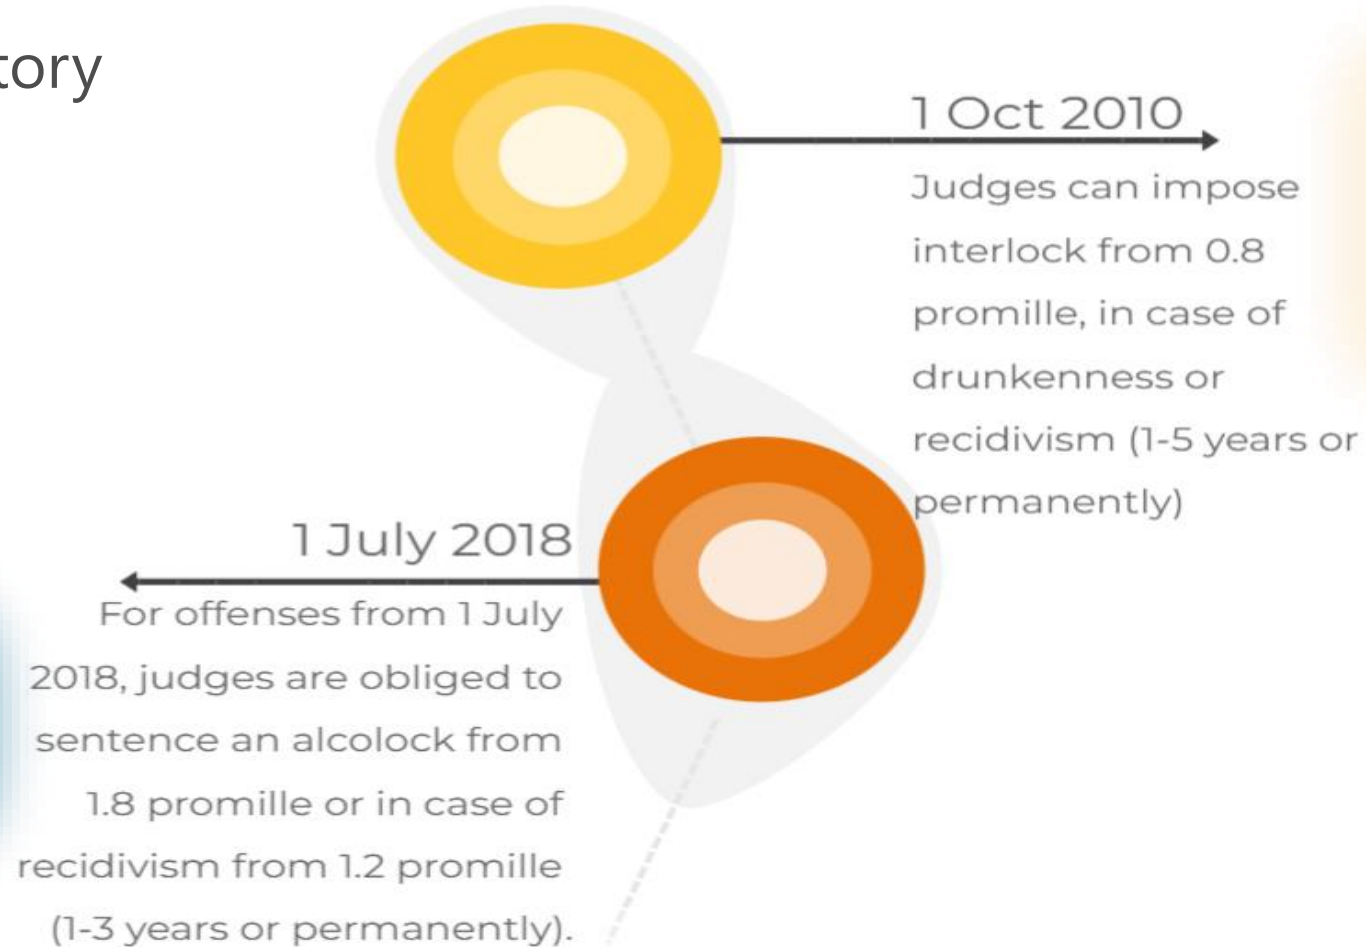 tory
1 Oct 2010
Judges can impose
interlock from 0.8
promille, in case of
drunkenness or
recidivism (1-5 years or
permanently)
1 July 2018
For offenses from 1 July
2018, judges are obliged to
sentence an alcolock from
1.8 promille or in case of
recidivism from 1.2 promille
(1-3 years or permanently).